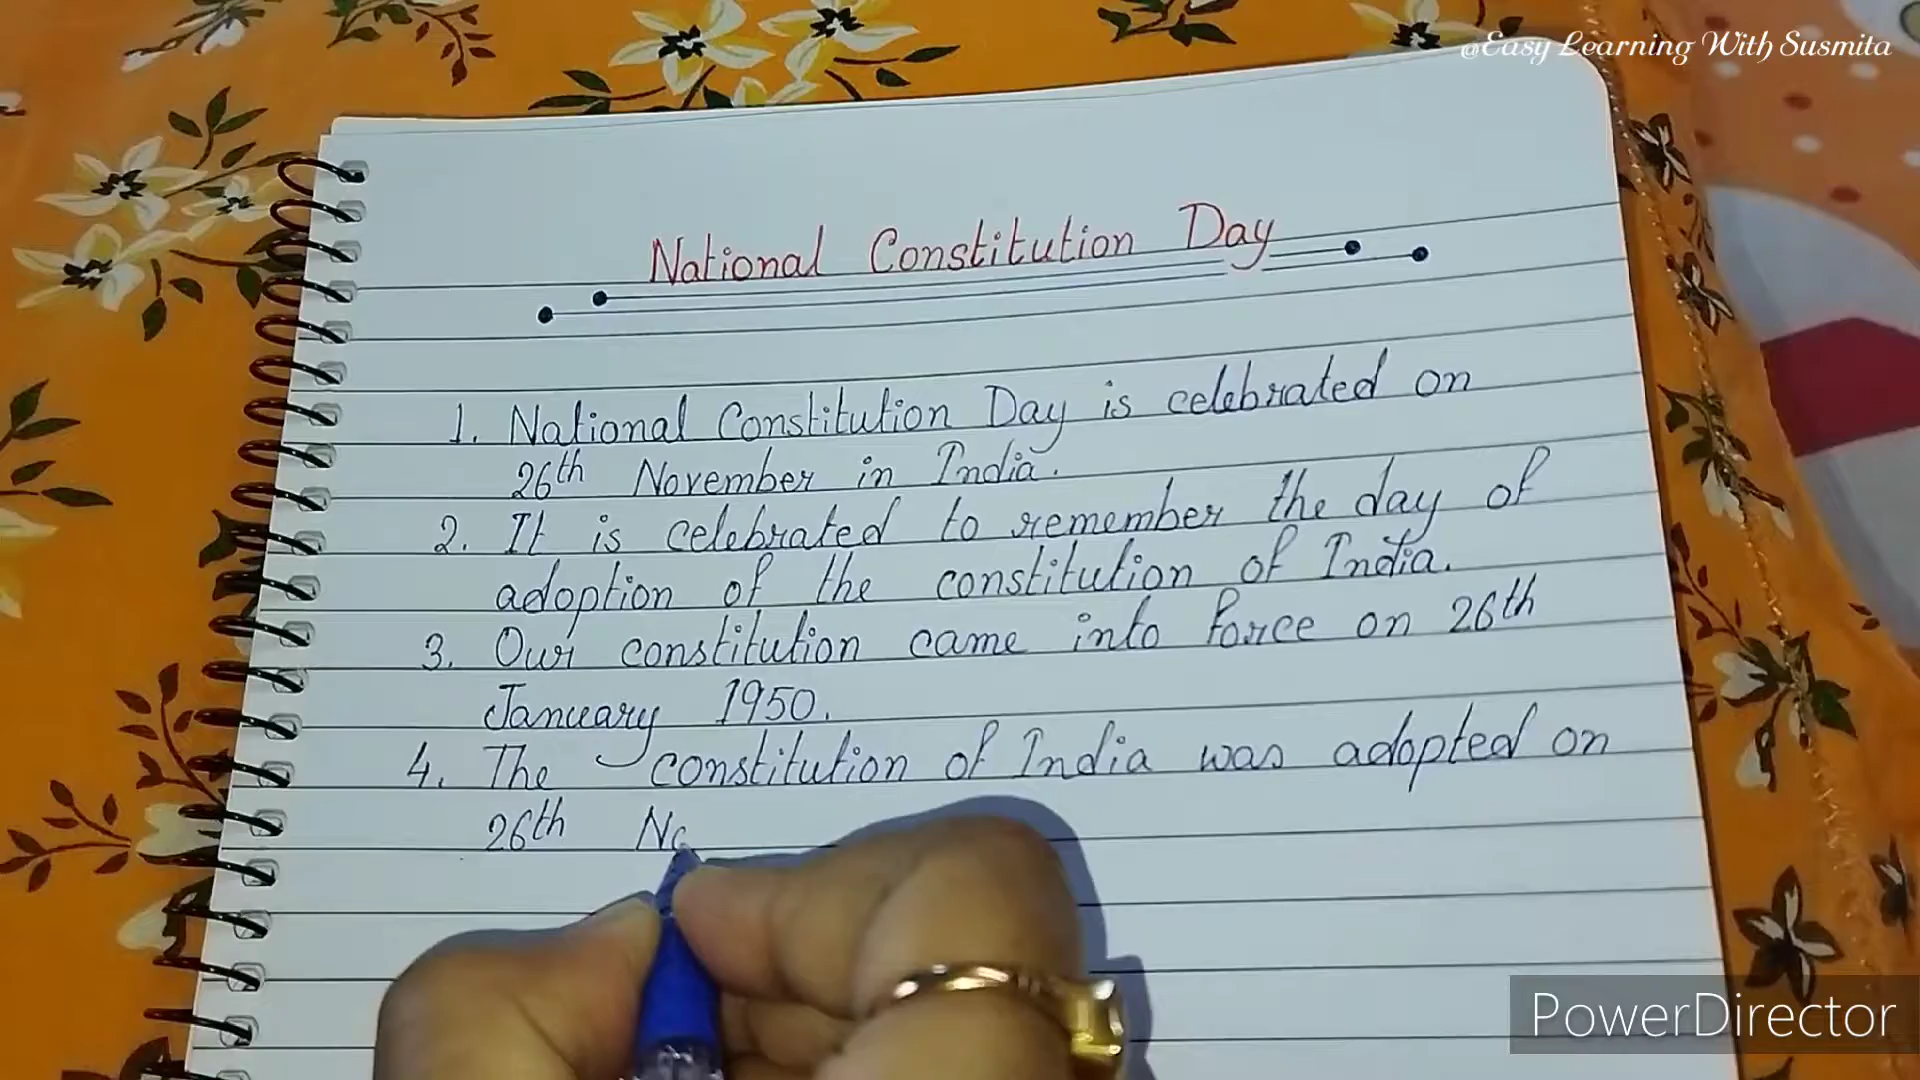 @Easy Learning With Susmita
National Constitution Day
1. National Constitution Day is celebrated on
26th November in India.
2. It is celebrated to remember the day of
adoption of the constitution of India.
3. Our constitution came into force on 26th
January 1950.
4. The constitution of India was adopted on
26th No
PowerDirector